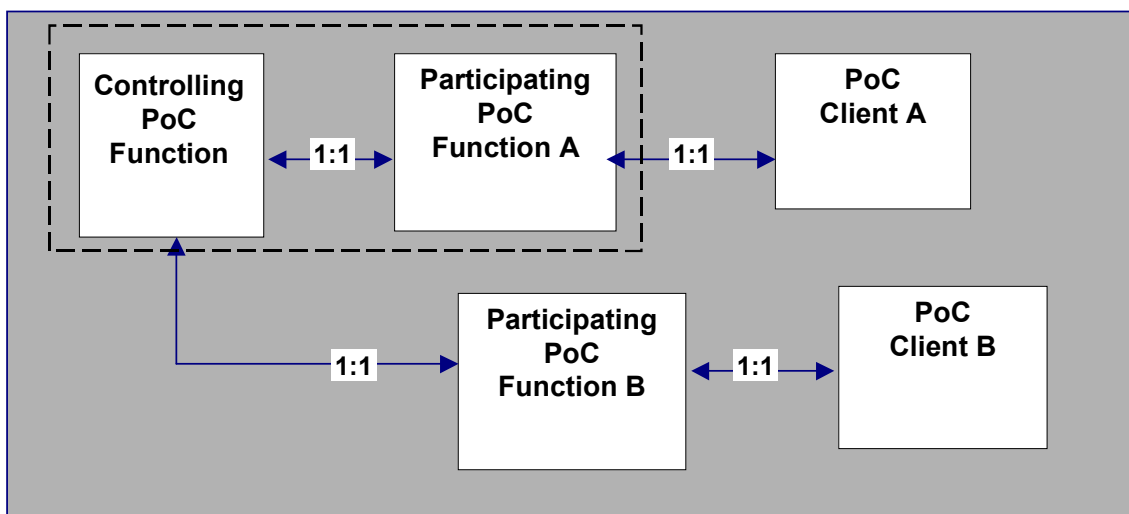 Controlling
PoC
Function
1:1
Participating
PoC
Function A
1:1
PoC
Client A
1:1
Participating
PoC
Function B
1:1
PoC
Client B